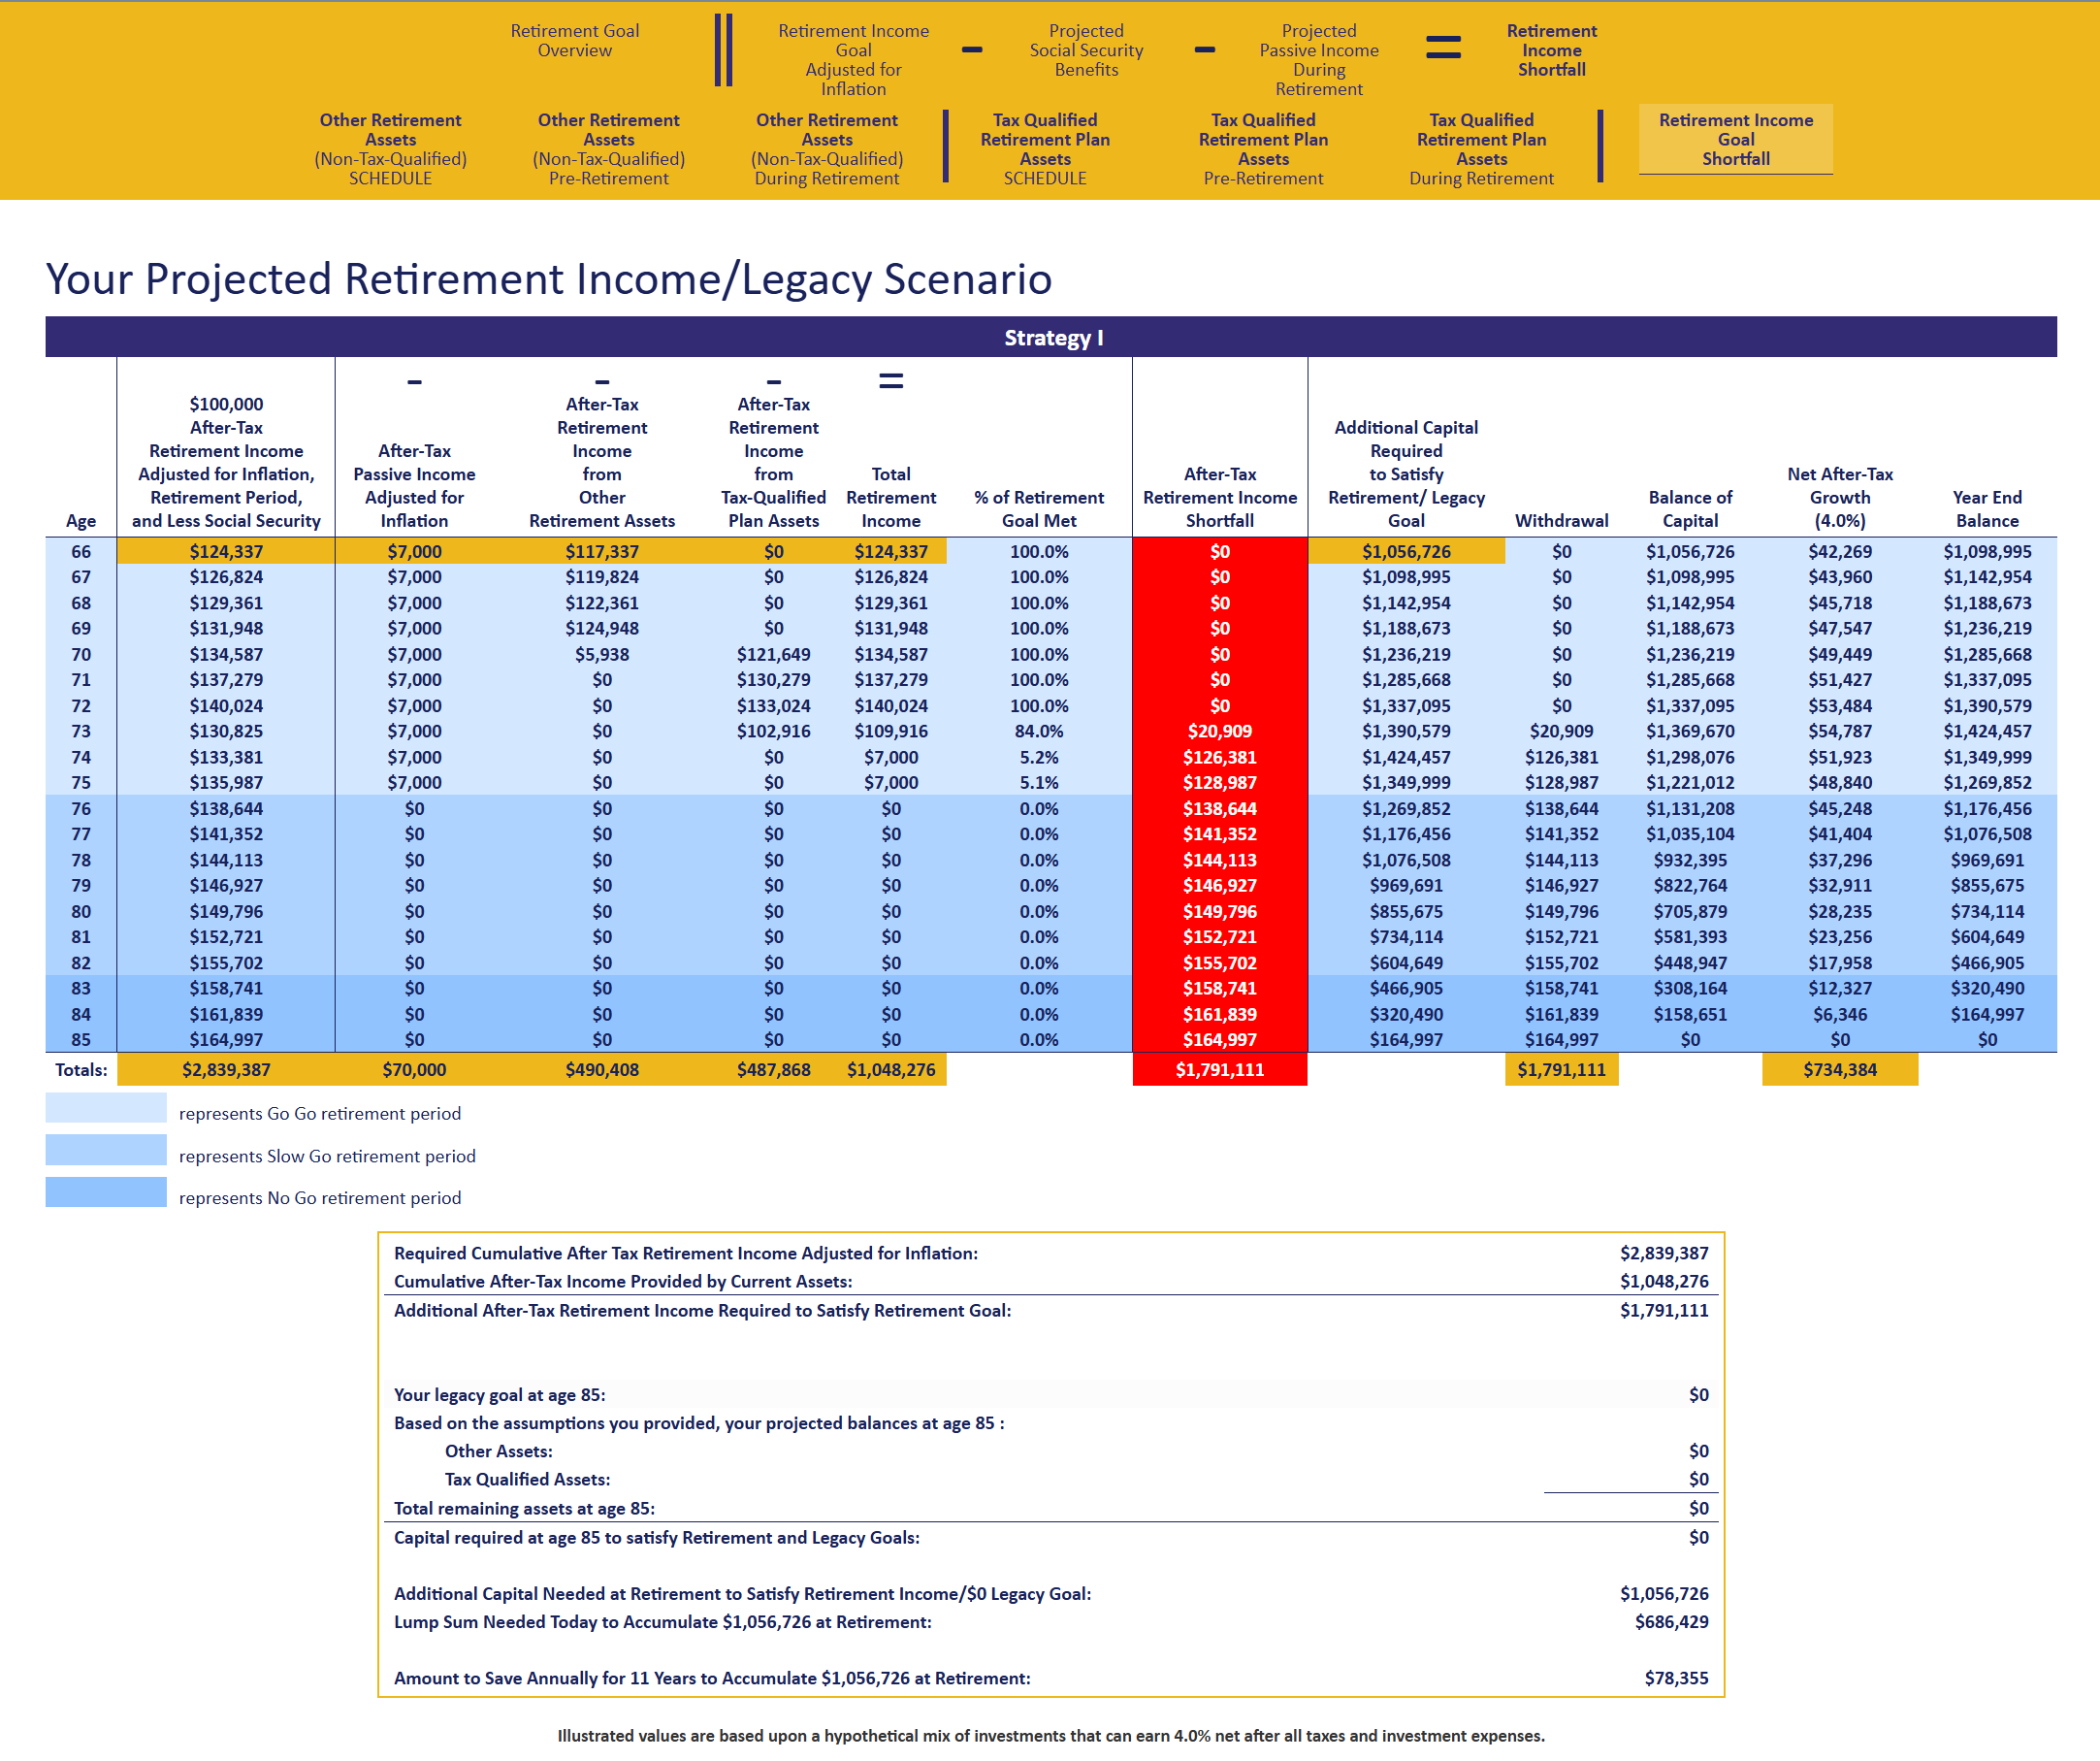 Retirement Goal
Overview
Retirement Income
Goal
Adjusted for
Inflation
-
Projected
Social Security
Benefits
-
Projected
Passive Income
During
Retirement
=
Retirement
Income
Shortfall
Other Retirement
Assets
(Non-Tax-Qualified)
SCHEDULE
Other Retirement
Assets
(Non-Tax-Qualified)
Pre-Retirement
Other Retirement
Assets
(Non-Tax-Qualified)
During Retirement
Tax Qualified
Retirement Plan
Assets
SCHEDULE
Tax Qualified
Retirement Plan
Assets
Pre-Retirement
Tax Qualified
Retirement Plan
Assets
During Retirement
Retirement Income
Goal
Shortfall
Your Projected Retirement Income/Legacy Scenario
Strategy I
Age
$100,000
After-Tax
Retirement Income
Adjusted for Inflation,
Retirement Period,
and Less Social Security
-
After-Tax
Passive Income
Adjusted for
Inflation
-
After-Tax
Retirement
Income
from
Other
Retirement Assets
-
After-Tax
Retirement
Income
from
Tax-Qualified
Plan Assets
=
Total
Retirement
Income
% of Retirement
Goal Met
After-Tax
Retirement Income
Shortfall
Additional Capital
Required
to Satisfy
Retirement/ Legacy
Goal
Withdrawal
Balance of
Capital
Net After-Tax
Growth
(4.0%)
Year End
Balance
66 $124,337 $7,000 $117,337 $0 $124,337 100.0% $0 $1,056,726 $0 $1,056,726 $42,269 $1,098,995
67 $126,824 $7,000 $119,824 $0 $126,824 100.0% $0 $1,098,995 $0 $1,098,995 $43,960 $1,142,954
68 $129,361 $7,000 $122,361 $0 $129,361 100.0% $0 $1,142,954 $0 $1,142,954 $45,718 $1,188,673
69 $131,948 $7,000 $124,948 $0 $131,948 100.0% $0 $1,188,673 $0 $1,188,673 $47,547 $1,236,219
70 $134,587 $7,000 $5,938 $121,649 $134,587 100.0% $0 $1,236,219 $0 $1,236,219 $49,449 $1,285,668
71 $137,279 $7,000 $0 $130,279 $137,279 100.0% $0 $1,285,668 $0 $1,285,668 $51,427 $1,337,095
72 $140,024 $7,000 $0 $133,024 $140,024 100.0% $0 $1,337,095 $0 $1,337,095 $53,484 $1,390,579
73 $130,825 $7,000 $0 $102,916 $109,916 84.0% $20,909 $1,390,579 $20,909 $1,369,670 $54,787 $1,424,457
74 $133,381 $7,000 $0 $0 $7,000 5.2% $126,381 $1,424,457 $126,381 $1,298,076 $51,923 $1,349,999
75 $135,987 $7,000 $0 $0 $7,000 5.1% $128,987 $1,349,999 $128,987 $1,221,012 $48,840 $1,269,852
76 $138,644 $0 $0 $0 $0 0.0% $138,644 $1,269,852 $138,644 $1,131,208 $45,248 $1,176,456
77 $141,352 $0 $0 $0 $0 0.0% $141,352 $1,176,456 $141,352 $1,035,104 $41,404 $1,076,508
78 $144,113 $0 $0 $0 $0 0.0% $144,113 $1,076,508 $144,113 $932,395 $37,296 $969,691
79 $146,927 $0 $0 $0 $0 0.0% $146,927 $969,691 $146,927 $822,764 $32,911 $855,675
80 $149,796 $0 $0 $0 $0 0.0% $149,796 $855,675 $149,796 $705,879 $28,235 $734,114
81 $152,721 $0 $0 $0 $0 0.0% $152,721 $734,114 $152,721 $581,393 $23,256 $604,649
82 $155,702 $0 $0 $0 $0 0.0% $155,702 $604,649 $155,702 $448,947 $17,958 $466,905
83 $158,741 $0 $0 $0 $0 0.0% $158,741 $466,905 $158,741 $308,164 $12,327 $320,490
84 $161,839 $0 $0 $0 $0 0.0% $161,839 $320,490 $161,839 $158,651 $6,346 $164,997
85 $164,997 $0 $0 $0 $0 0.0% $164,997 $164,997 $164,997 $0 $0 $0
Totals: $2,839,387 $70,000 $490,408 $487,868 $1,048,276 $1,791,111 $1,791,111 $734,384
represents Go Go retirement period
represents Slow Go retirement period
represents No Go retirement period
Required Cumulative After Tax Retirement Income Adjusted for Inflation: $2,839,387
Cumulative After-Tax Income Provided by Current Assets: $1,048,276
Additional After-Tax Retirement Income Required to Satisfy Retirement Goal: $1,791,111
Your legacy goal at age 85: $0
Based on the assumptions you provided, your projected balances at age 85 :
Other Assets: $0
Tax Qualified Assets: $0
Total remaining assets at age 85: $0
Capital required at age 85 to satisfy Retirement and Legacy Goals: $0
Additional Capital Needed at Retirement to Satisfy Retirement Income/$0 Legacy Goal: $1,056,726
Lump Sum Needed Today to Accumulate $1,056,726 at Retirement: $686,429
Amount to Save Annually for 11 Years to Accumulate $1,056,726 at Retirement: $78,355
Illustrated values are based upon a hypothetical mix of investments that can earn 4.0% net after all taxes and investment expenses.